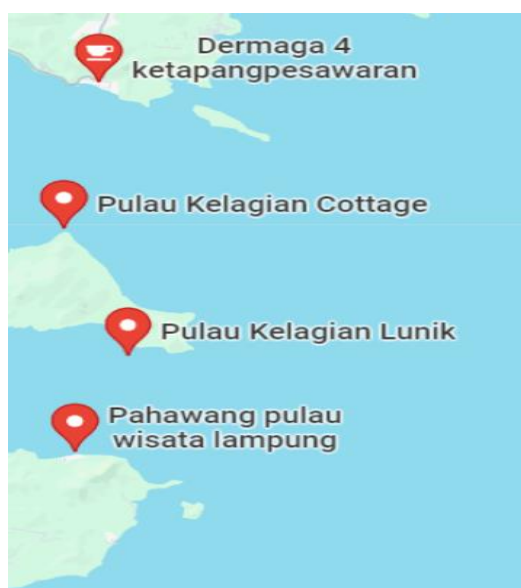 Dermaga 4
ketapangpesawaran
Pulau Kelagian Cottage
Pulau Kelagian Lunik
Pahawang pulau
wisata lampung